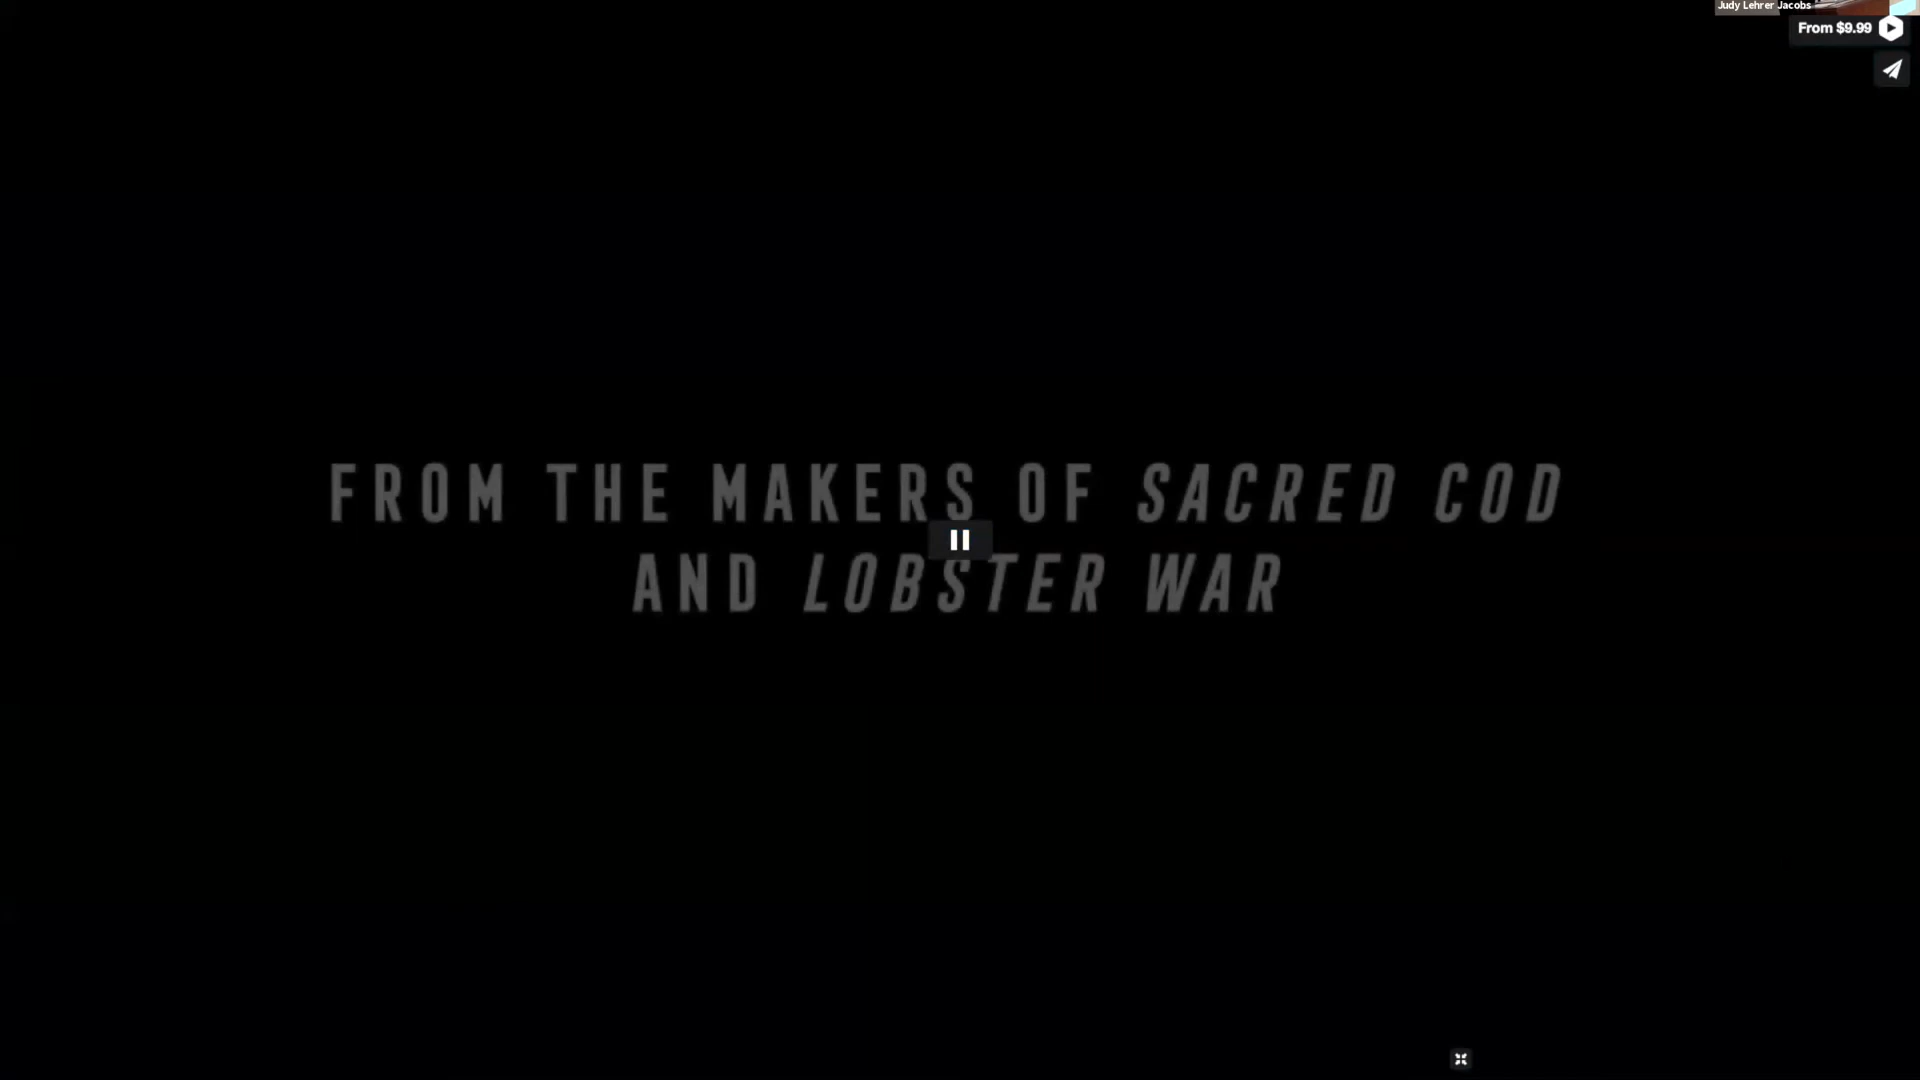 Judy Lehrer Jacobs
From $9.99
FROM THE MAKERS OF SACRED COD
AND LOBSTER WAR